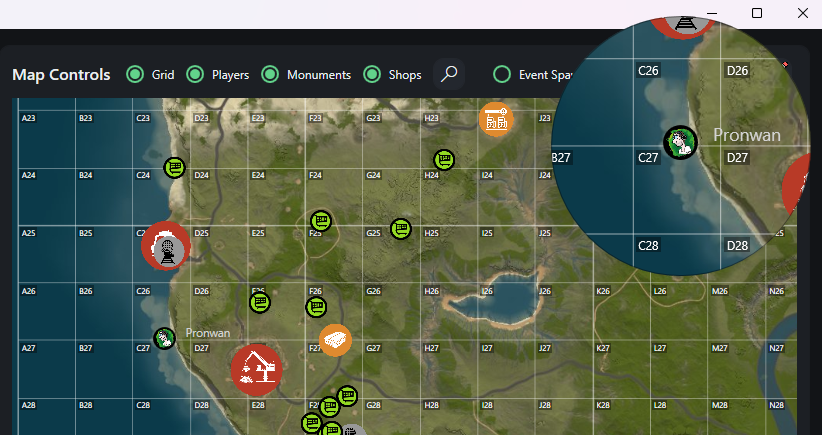 Map Controls Grid Players Monuments Shops Event Spa
C26 D26
Pronwan
B27 C27 D27
C28 D28
A23 B23 C23 D23 E23 F23 G23 H23 J23
A24 B24 C24 D24 E24 F24 G24 H24 I24 J24
A25 B25 D25 E25 F25 G25 H25 I25 J25
A26 B26 C26 D26 E26 F26 G26 H26 I26 J26 K26 L26 M26 N26
Pronwan
A27 B27 C27 D27 F27 G27 H27 I27 J27 K27 L27 M27 N27
A28 B28 C28 D28 E28 G28 H28 I28 J28 K28 L28 M28 N28